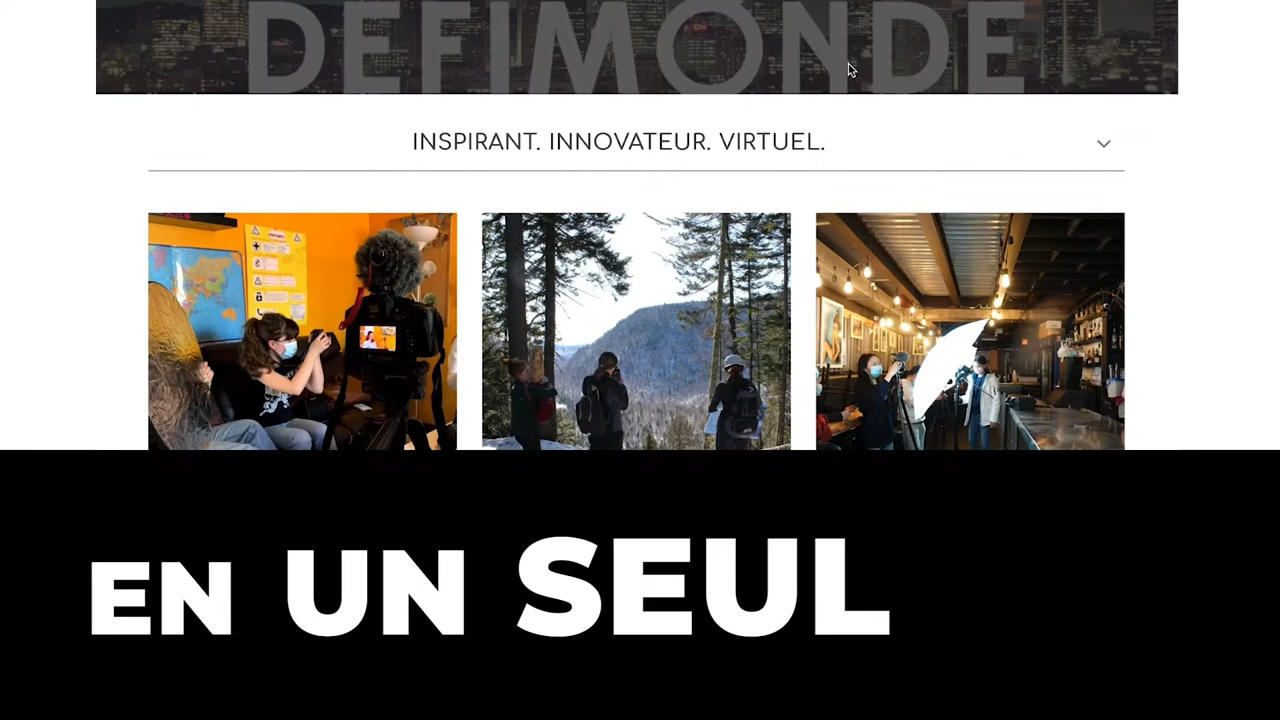 DEFIMONDE
INSPIRANT. INNOVATEUR. VIRTUEL.
EN UN SEUL